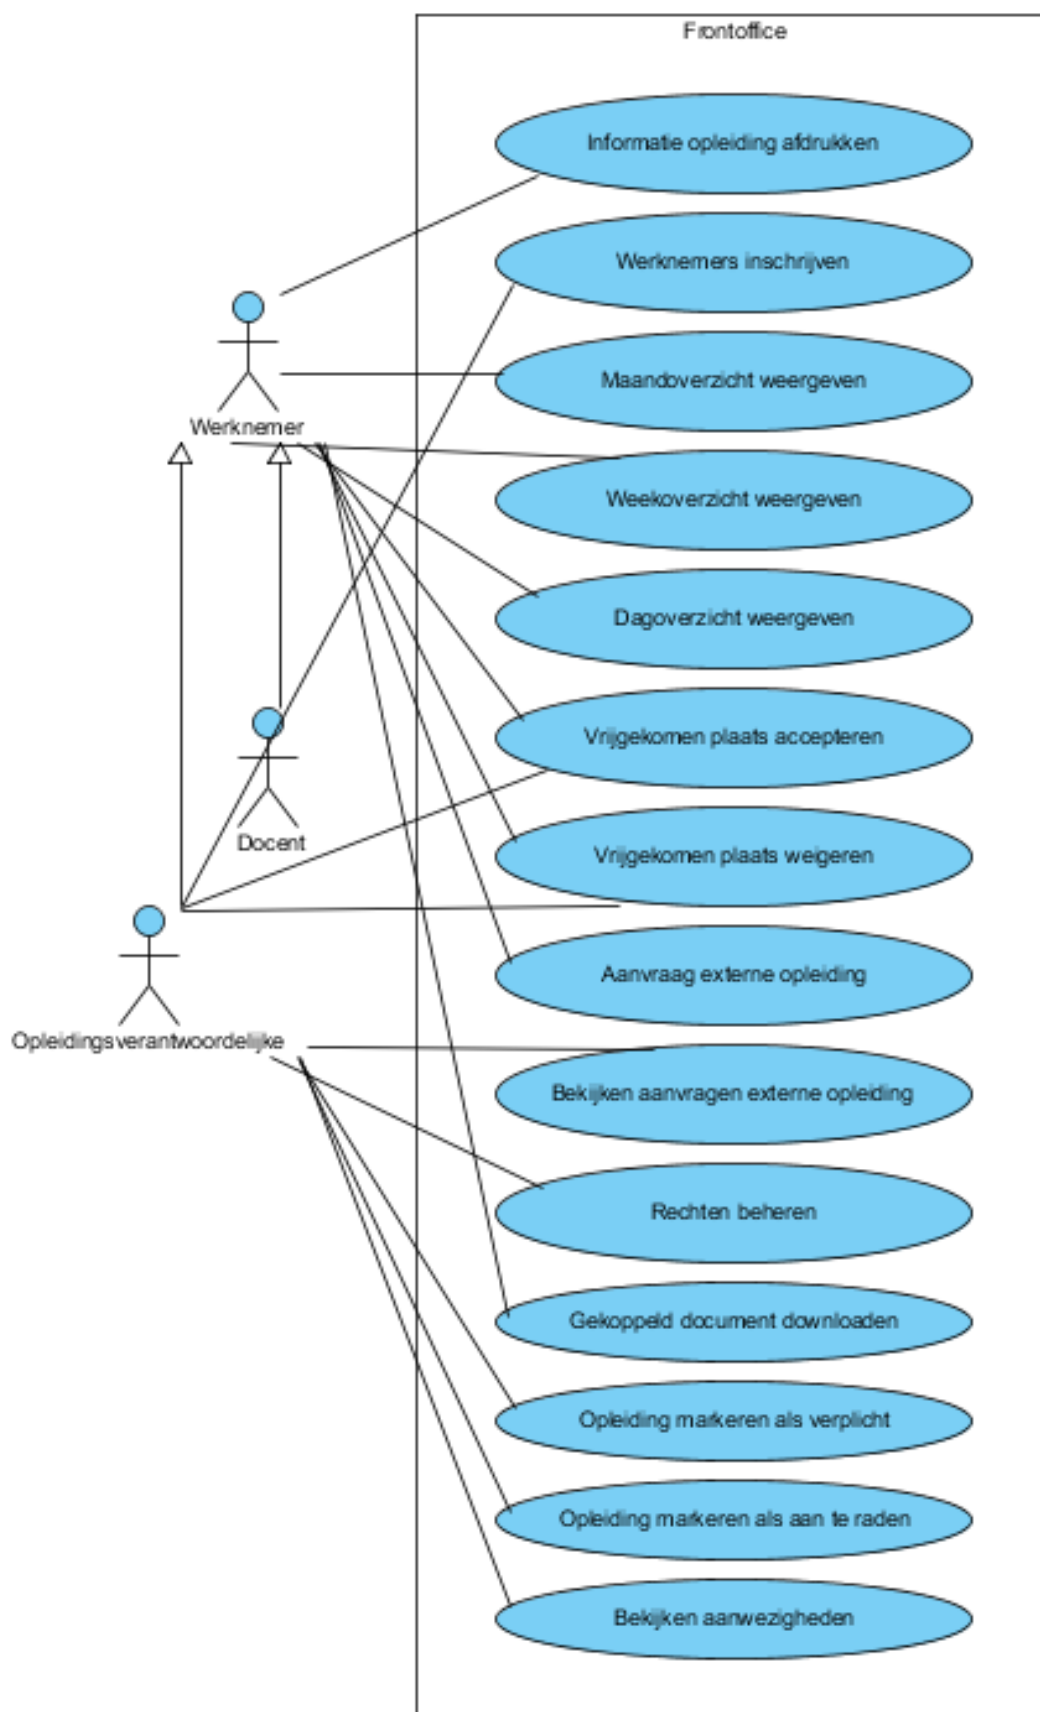 Frontoffice
Informatie opleiding afdrukken
Werknemers inschrijven
Maandoverzicht weergeven
Werknemer
Weekoverzicht weergeven
Dagoverzicht weergeven
Vrijgekomen plaats accepteren
Docent
Vrijgekomen plaats weigeren
Aanvraag externe opleiding
Opleidingsverantwoordelijke
Bekijken aanvragen externe opleiding
Rechten beheren
Gekoppeld document downloaden
Opleiding markeren als verplicht
Opleiding markeren als aan te raden
Bekijken aanwezigheden